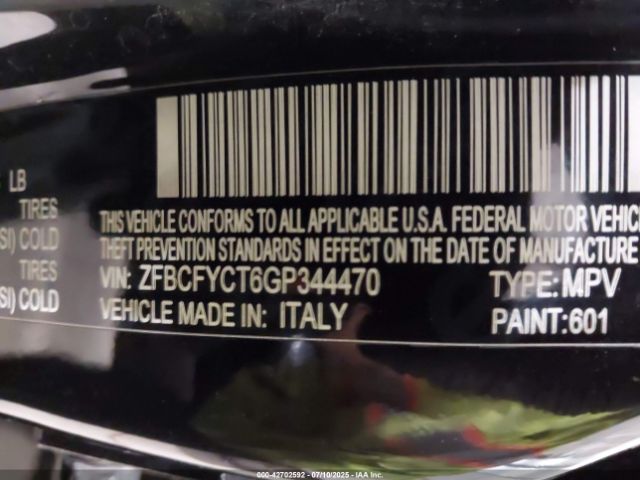 LB
TIRES
SI) COLD
TIRES
SI) COLD
THIS VEHICLE CONFORMS TO ALL APPLICABLE U.S.A. FEDERAL MOTOR VEHIC
THEFT PREVENTION STANDARDS IN EFFECT ON THE DATE OF MANUFACTURE
VIN: ZFBCFYCT6GP344470 TYPE: MPV
VEHICLE MADE IN: ITALY PAINT:601
000-42702592 - 07/10/2025 - IAA Inc.